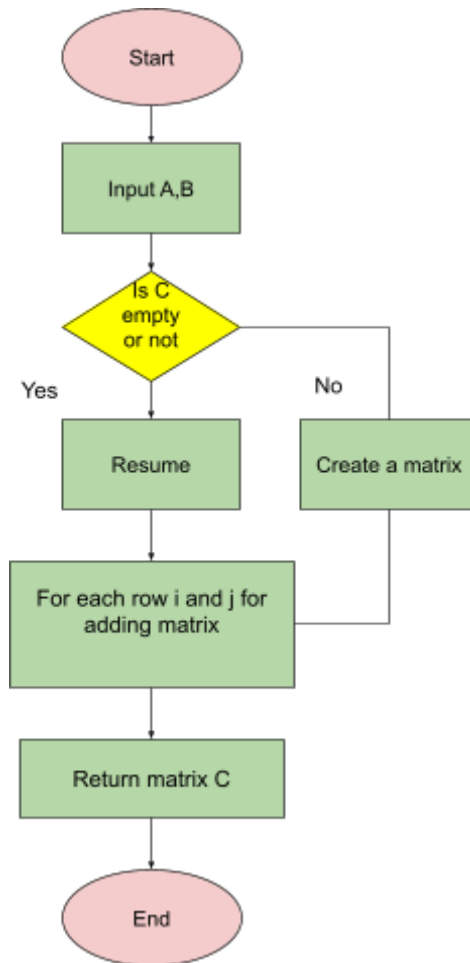 Start
Input A,B
Is C
empty
or not
Yes
No
Resume
Create a matrix
For each row i and j for
adding matrix
Return matrix C
End